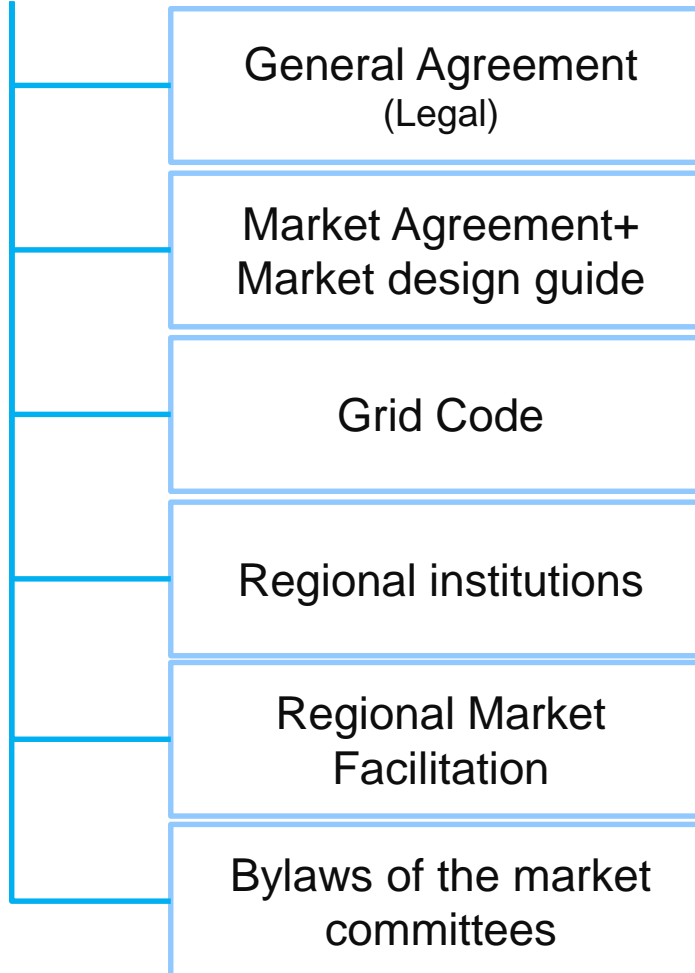 General Agreement
(Legal)
Market Agreement+
Market design guide
Grid Code
Regional institutions
Regional Market
Facilitation
Bylaws of the market
committees